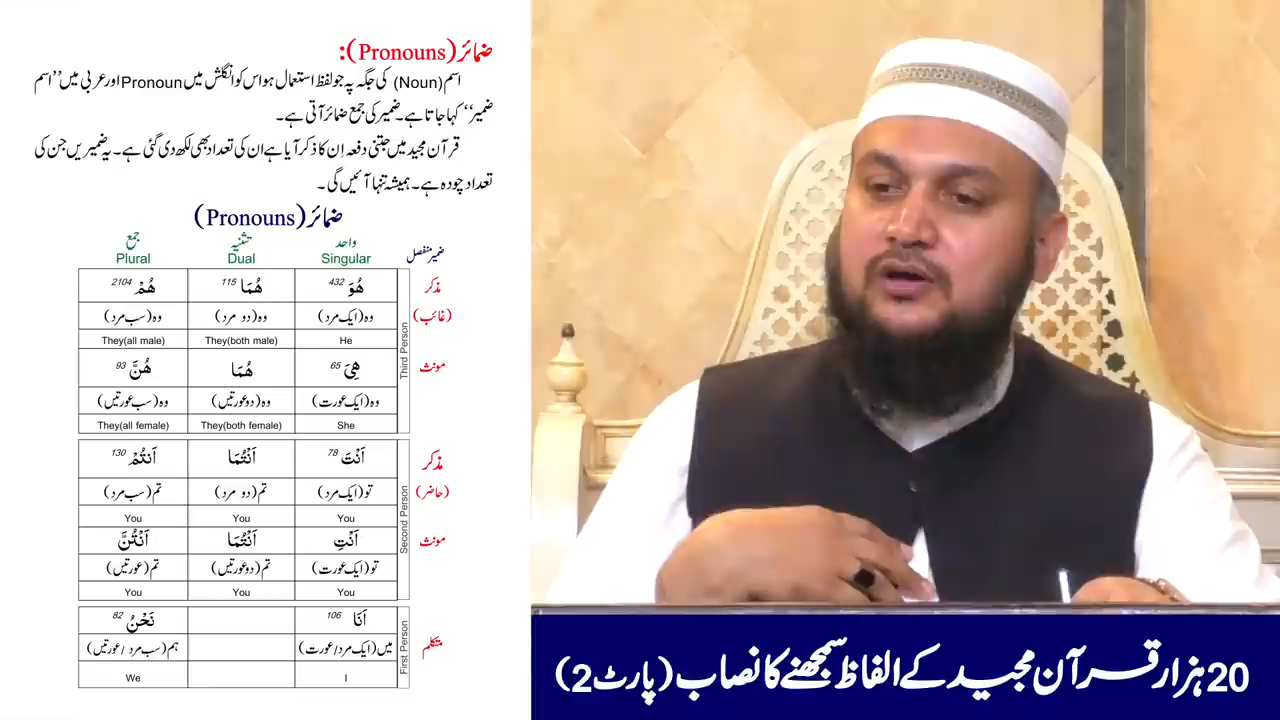 ضمائر (Pronouns):
اسم (Noun) کی جگہ پہ جو لفظ استعمال ہو اس کو انگلش میں Pronoun اور عربی میں ”اسم
ضمیر“ کہا جاتا ہے۔ ضمیر کی جمع ضمائر آتی ہے۔
قرآن مجید میں جتنی دفعہ اِن کا ذکر آیا ہے ان کی تعداد بھی لکھ دی گئی ہے۔ یہ ضمیریں جن کی
تعداد چودہ ہے۔ ہمیشہ تنہا آئیں گی۔
ضمائر (Pronouns)
واحد تثنیہ جمع
ضمیر منفصل Singular Dual Plural
مذکر هُوَ 432 هُمَا 115 هُمْ 2104
(غائب) وہ (ایک مرد) وہ (دو مرد) وہ (سب مرد)
He They(both male) They(all male)
Third Person
مونث هِيَ 65 هُمَا هُنَّ 93
وہ (ایک عورت) وہ (دو عورتیں) وہ (سب عورتیں)
She They(both female) They(all female)
مذکر اَنْتَ 78 اَنْتُمَا اَنْتُمْ 130
(حاضر) تو (ایک مرد) تم (دو مرد) تم (سب مرد)
You You You
Second Person
مونث اَنْتِ اَنْتُمَا اَنْتُنَّ
تو (ایک عورت) تم (دو عورتیں) تم (عورتیں)
You You You
متکلم اَنَا 106 نَحْنُ 82
میں (ایک مرد/عورت) ہم (سب مرد/عورتیں)
I We
First Person
20 ہزار قرآن مجید کے الفاظ سمجھنے کا نصاب (پارٹ 2)